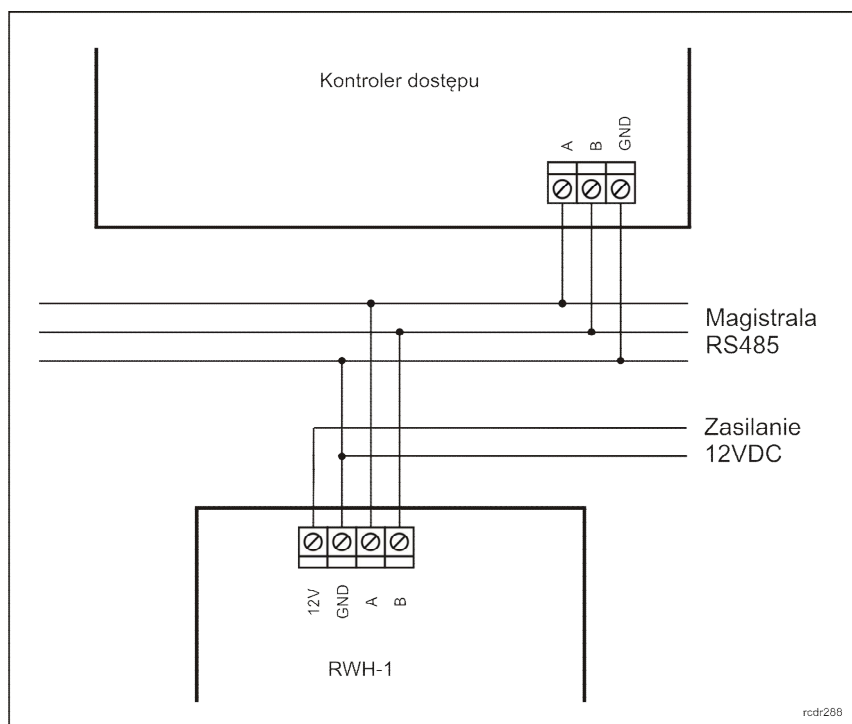 Kontroler dostępu
A
B
GND
Magistrala
RS485
Zasilanie
12VDC
12V
GND
A
B
RWH-1
rcdr288